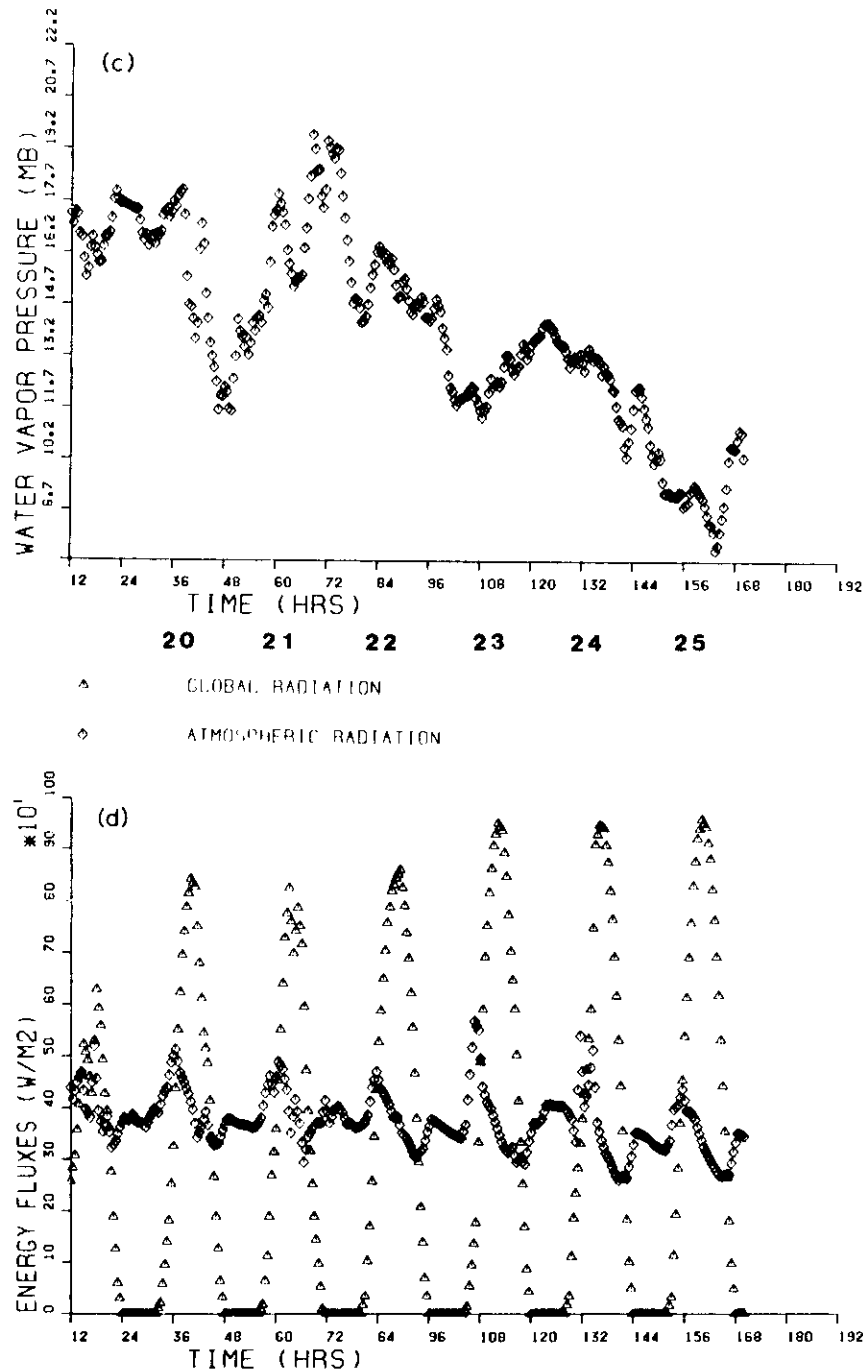 (c)
WATER VAPOR PRESSURE (MB)
22.2
20.7
19.2
17.7
16.2
14.7
13.2
11.7
10.2
6.7
12 24 36 48 60 72 84 96 108 120 132 144 156 168 180 192
TIME (HRS)
20 21 22 23 24 25
GLOBAL RADIATION
ATMOSPHERIC RADIATION
(d)
ENERGY FLUXES (W/M2) *10'
100
90
60
70
60
50
40
30
20
10
0
12 24 36 48 60 72 84 96 108 120 132 144 156 168 180 192
TIME (HRS)